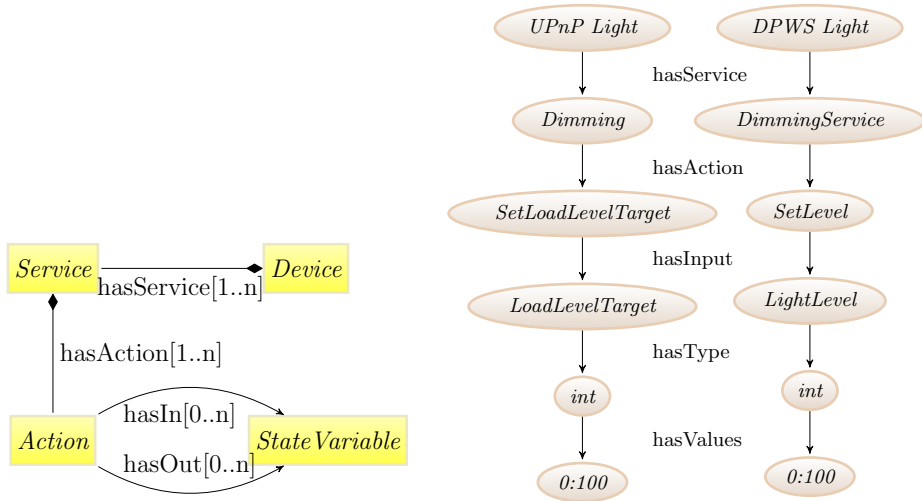 Service
Device
hasService[1..n]
hasAction[1..n]
Action
hasIn[0..n]
StateVariable
hasOut[0..n]
UPnP Light
DPWS Light
hasService
Dimming
DimmingService
hasAction
SetLoadLevelTarget
SetLevel
hasInput
LoadLevelTarget
LightLevel
hasType
int
int
hasValues
0:100
0:100